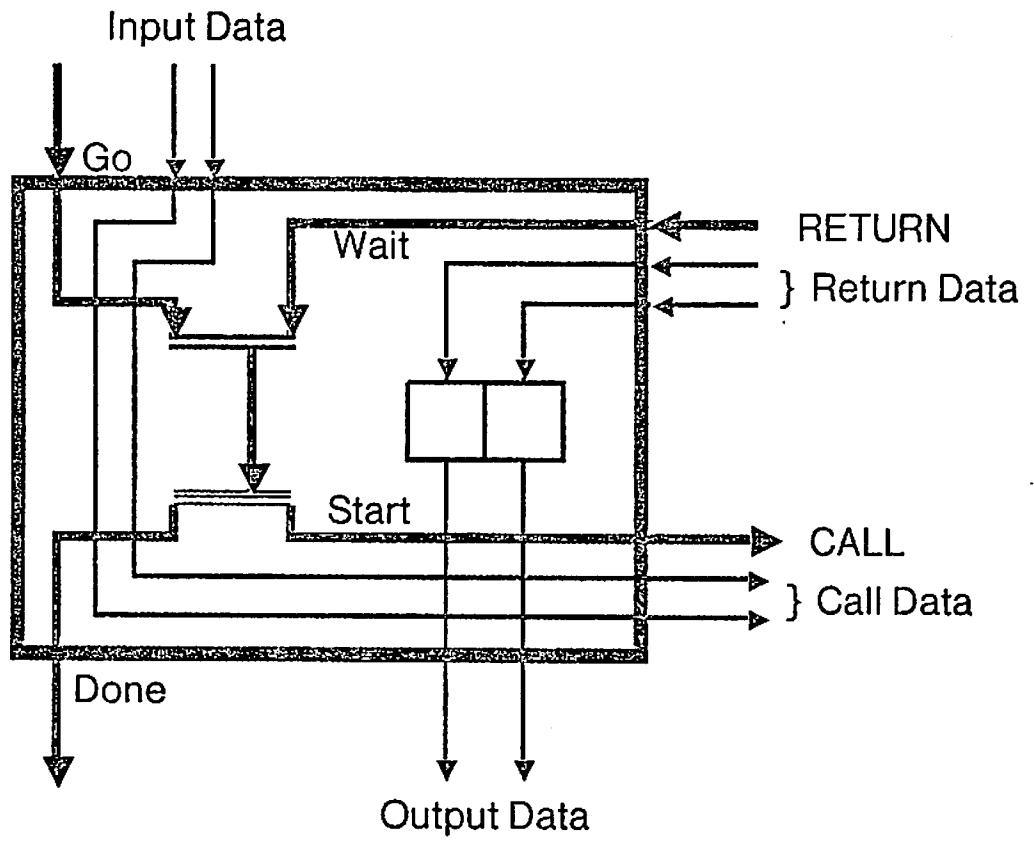 Input Data
Go
RETURN
Wait
} Return Data
Start
CALL
} Call Data
Done
Output Data